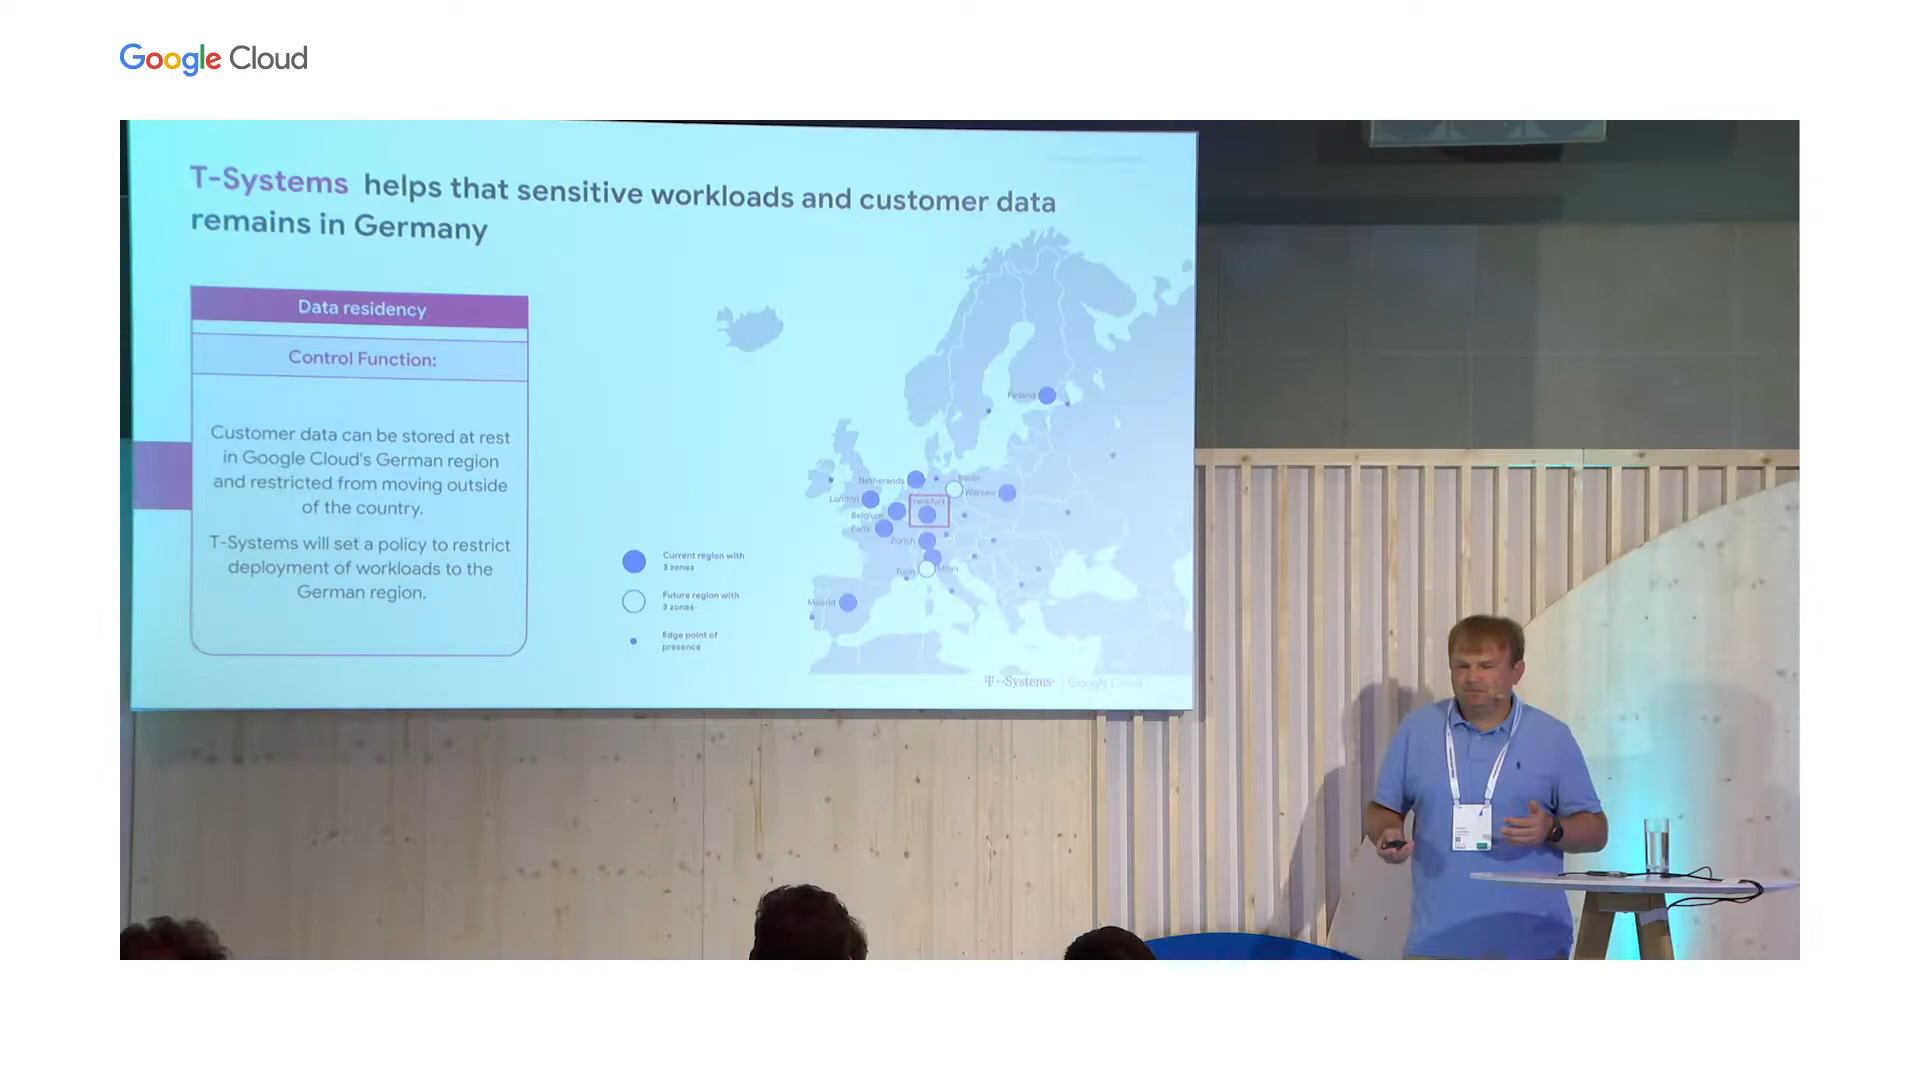 Google Cloud
T-Systems helps that sensitive workloads and customer data
remains in Germany
Data residency
Control Function:
Customer data can be stored at rest
in Google Cloud's German region
and restricted from moving outside
of the country.
T-Systems will set a policy to restrict
deployment of workloads to the
German region.
Current region with
3 zones
Future region with
3 zones
Edge point of
presence
Finland
Netherlands
Berlin
London
Warsaw
Frankfurt
Belgium
Paris
Zurich
Turin
Milan
Madrid
T-Systems
Google Cloud